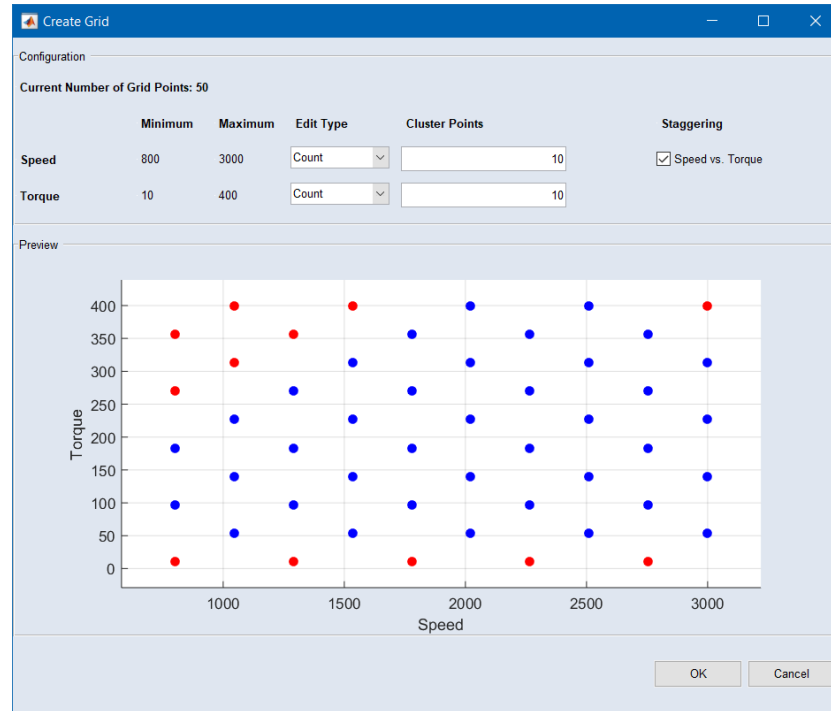 Create Grid
Configuration
Current Number of Grid Points: 50
Minimum Maximum Edit Type Cluster Points Staggering
Speed 800 3000 Count 10 Speed vs. Torque
Torque 10 400 Count 10
Preview
400
350
300
250
200
150
100
50
0
Torque
1000 1500 2000 2500 3000
Speed
OK Cancel